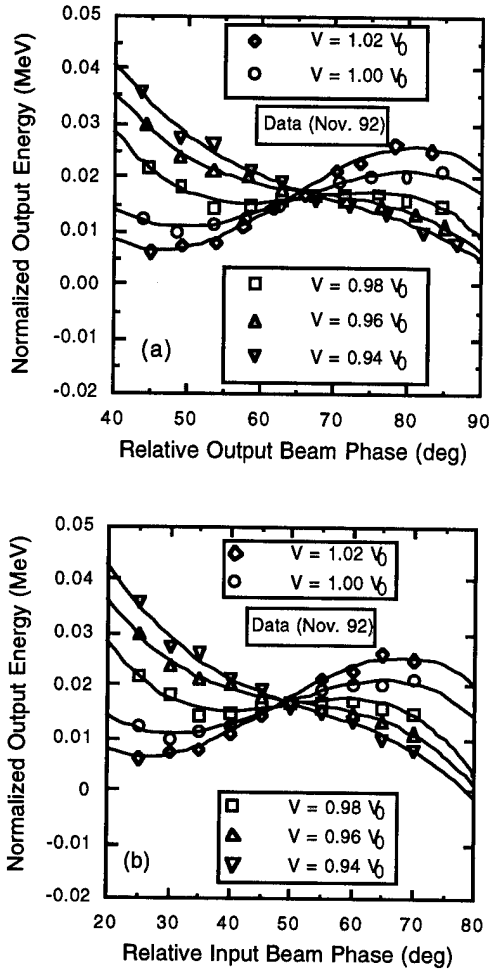 0.05
0.04
0.03
0.02
0.01
0.00
-0.01
-0.02
Normalized Output Energy (MeV)
V = 1.02 V0
V = 1.00 V0
Data (Nov. 92)
V = 0.98 V0
V = 0.96 V0
V = 0.94 V0
(a)
40 50 60 70 80 90
Relative Output Beam Phase (deg)
0.05
0.04
0.03
0.02
0.01
0
-0.01
-0.02
Normalized Output Energy (MeV)
V = 1.02 V0
V = 1.00 V0
Data (Nov. 92)
V = 0.98 V0
V = 0.96 V0
V = 0.94 V0
(b)
20 30 40 50 60 70 80
Relative Input Beam Phase (deg)